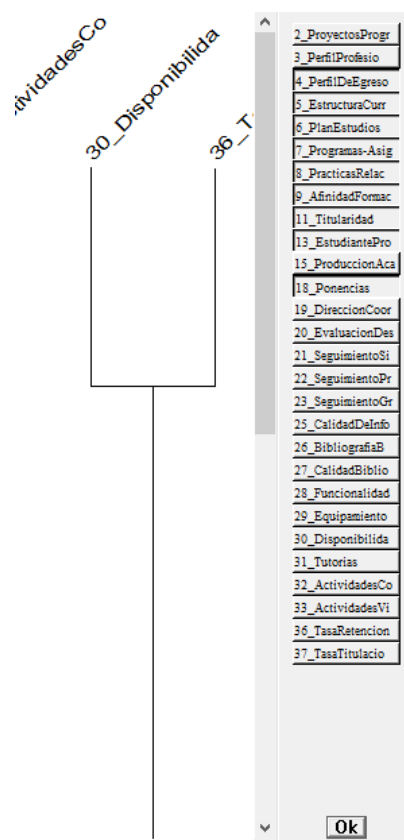 tividadesCo
30_Disponibilida
36_T
2_ProyectosProgr
3_PerfilProfesio
4_PerfilDeEgreso
5_EstructuraCurr
6_PlanEstudios
7_Programas-Asig
8_PracticasRelac
9_AfinidadFormac
11_Titularidad
13_EstudiantePro
15_ProduccionAca
18_Ponencias
19_DireccionCoor
20_EvaluacionDes
21_SeguimientoSi
22_SeguimientoPr
23_SeguimientoGr
25_CalidadDeInfo
26_BibliografiaB
27_CalidadBiblio
28_Funcionalidad
29_Equipamiento
30_Disponibilida
31_Tutorias
32_ActividadesCo
33_ActividadesVi
36_TasaRetencion
37_TasaTitulacio
Ok